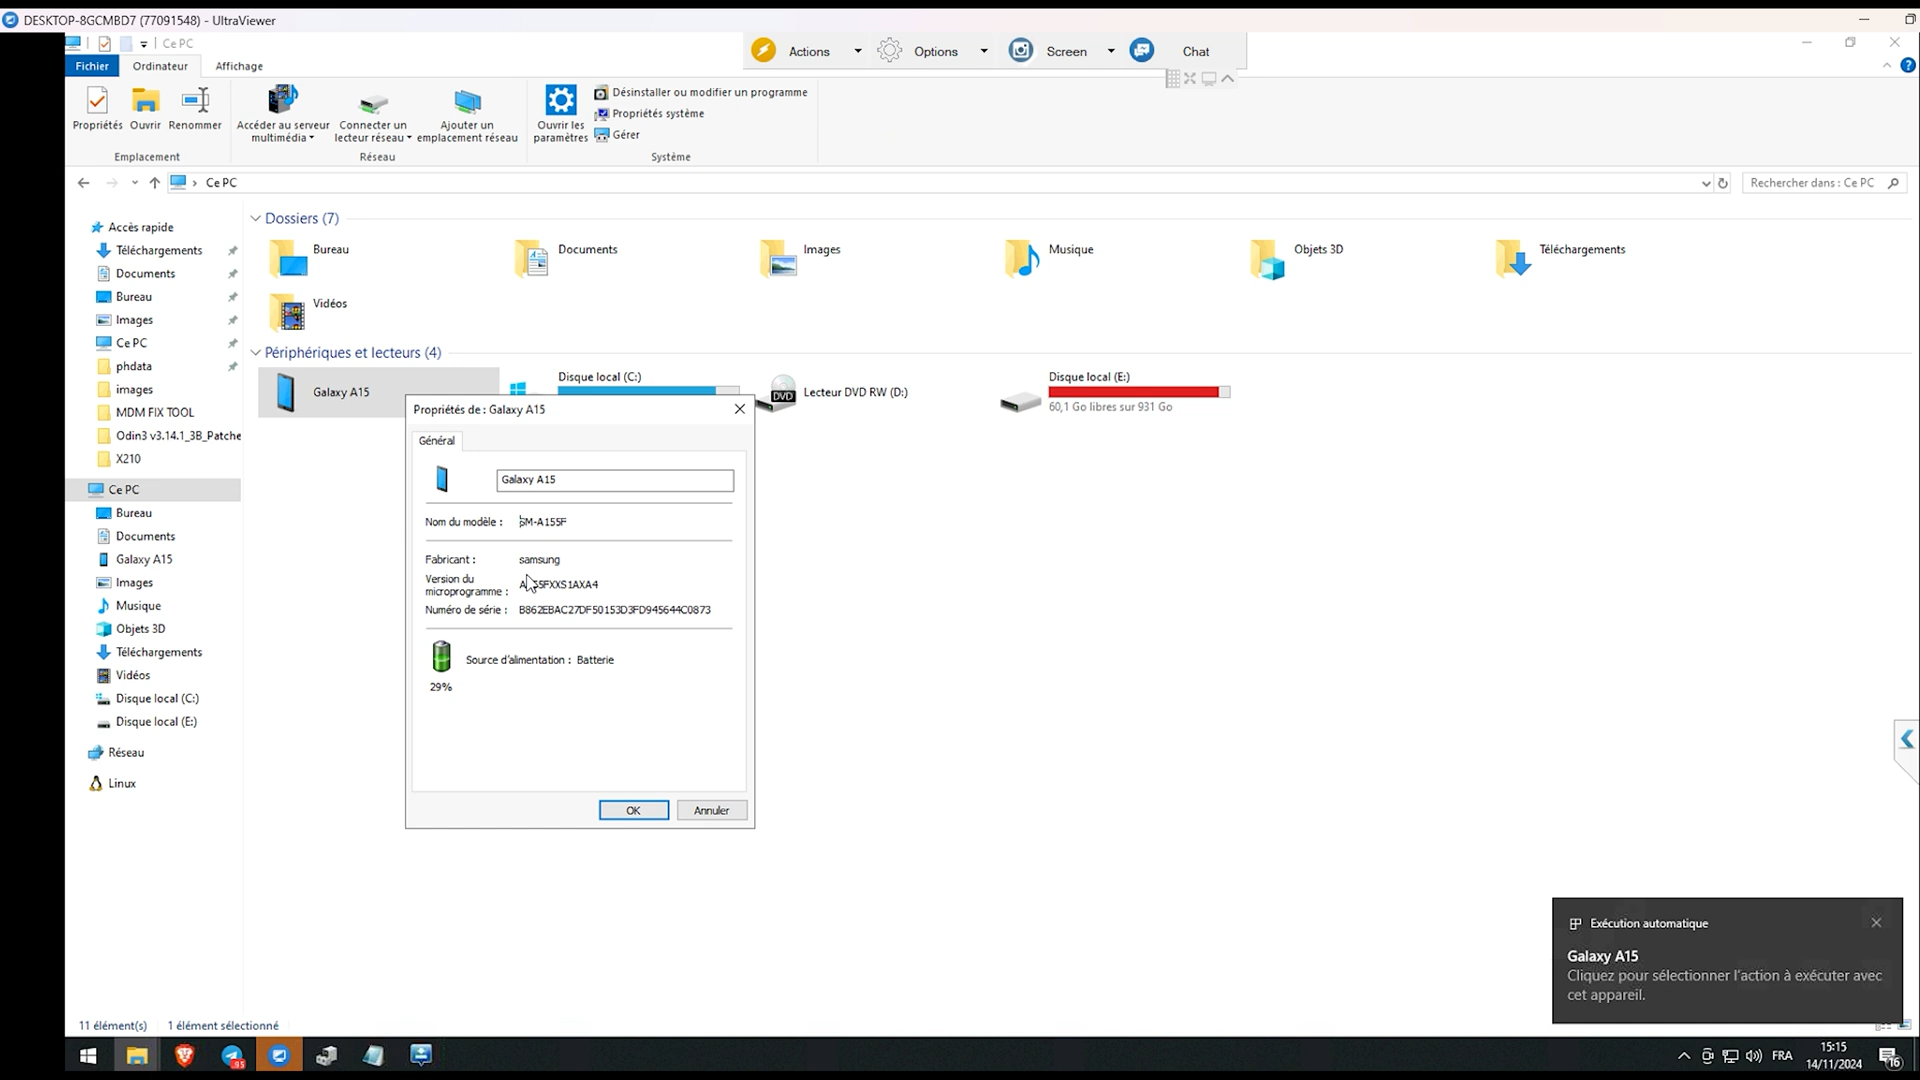 DESKTOP-8GCMBD7 (77091548) - UltraViewer
Ce PC
Actions
Options
Screen
Chat
Fichier
Ordinateur
Affichage
Propriétés
Ouvrir
Renommer
Accéder au serveur
multimédia
Connecter un
lecteur réseau
Ajouter un
emplacement réseau
Ouvrir les
paramètres
Désinstaller ou modifier un programme
Propriétés système
Gérer
Emplacement
Réseau
Système
Ce PC
Rechercher dans : Ce PC
Accès rapide
Téléchargements
Documents
Bureau
Images
Ce PC
phdata
images
MDM FIX TOOL
Odin3 v3.14.1_3B_Patche
X210
Ce PC
Bureau
Documents
Galaxy A15
Images
Musique
Objets 3D
Téléchargements
Vidéos
Disque local (C:)
Disque local (E:)
Réseau
Linux
Dossiers (7)
Bureau
Documents
Images
Musique
Objets 3D
Téléchargements
Vidéos
Périphériques et lecteurs (4)
Galaxy A15
Disque local (C:)
DVD
Lecteur DVD RW (D:)
Disque local (E:)
60,1 Go libres sur 931 Go
Propriétés de : Galaxy A15
Général
Galaxy A15
Nom du modèle : SM-A155F
Fabricant : samsung
Version du
microprogramme : A155FXXS1AXA4
Numéro de série : B862EBAC27DF50153D3FD945644C0873
Source d'alimentation : Batterie
29%
OK
Annuler
Exécution automatique
Galaxy A15
Cliquez pour sélectionner l'action à exécuter avec
cet appareil.
11 élément(s)
1 élément sélectionné
95
FRA
15:15
14/11/2024
16